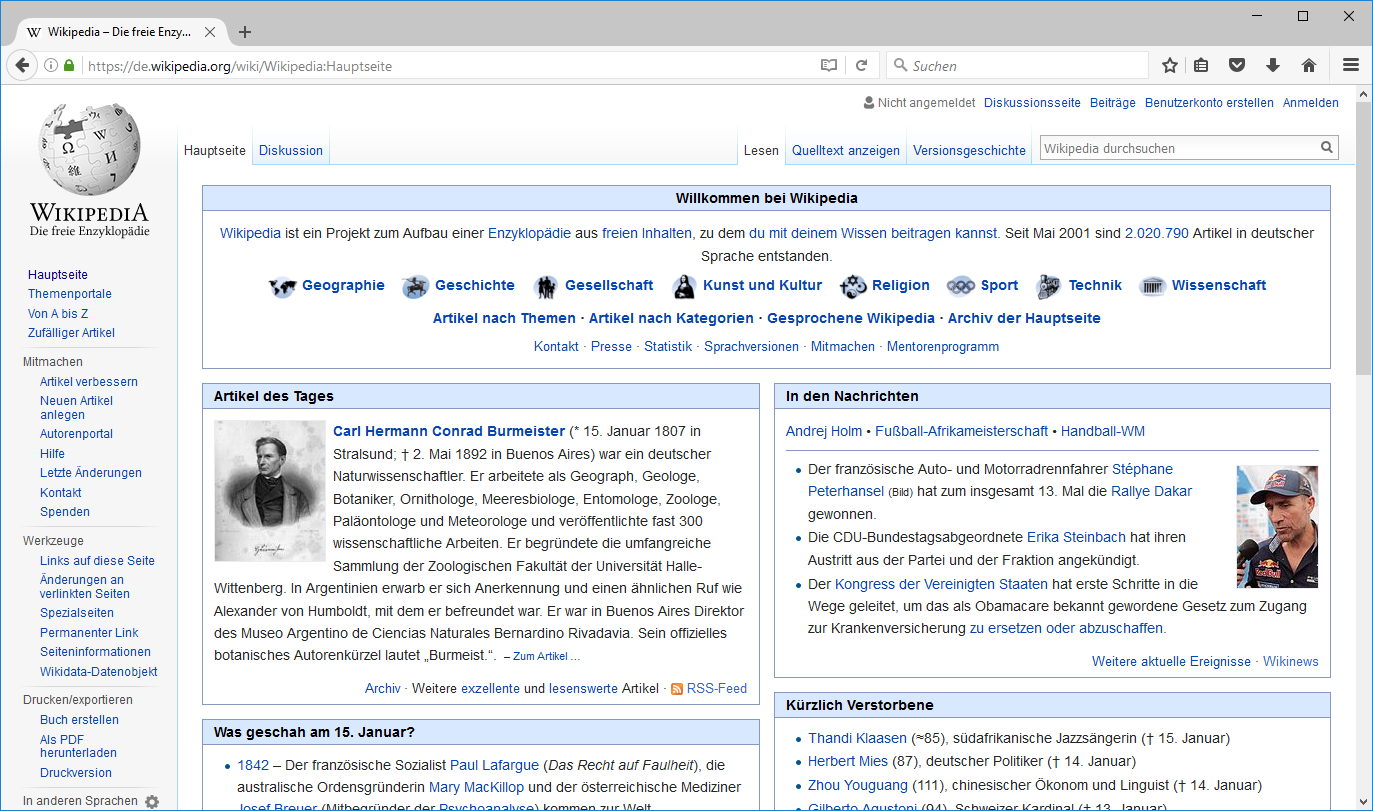 Wikipedia – Die freie Enzy...
https://de.wikipedia.org/wiki/Wikipedia:Hauptseite
Suchen
Nicht angemeldet Diskussionsseite Beiträge Benutzerkonto erstellen Anmelden
Hauptseite Diskussion Lesen Quelltext anzeigen Versionsgeschichte Wikipedia durchsuchen
WIKIPEDIA
Die freie Enzyklopädie
Hauptseite
Themenportale
Von A bis Z
Zufälliger Artikel
Mitmachen
Artikel verbessern
Neuen Artikel
anlegen
Autorenportal
Hilfe
Letzte Änderungen
Kontakt
Spenden
Werkzeuge
Links auf diese Seite
Änderungen an
verlinkten Seiten
Spezialseiten
Permanenter Link
Seiteninformationen
Wikidata-Datenobjekt
Drucken/exportieren
Buch erstellen
Als PDF
herunterladen
Druckversion
In anderen Sprachen
Willkommen bei Wikipedia
Wikipedia ist ein Projekt zum Aufbau einer Enzyklopädie aus freien Inhalten, zu dem du mit deinem Wissen beitragen kannst. Seit Mai 2001 sind 2.020.790 Artikel in deutscher
Sprache entstanden.
Geographie Geschichte Gesellschaft Kunst und Kultur Religion Sport Technik Wissenschaft
Artikel nach Themen · Artikel nach Kategorien · Gesprochene Wikipedia · Archiv der Hauptseite
Kontakt · Presse · Statistik · Sprachversionen · Mitmachen · Mentorenprogramm
Artikel des Tages
Carl Hermann Conrad Burmeister (* 15. Januar 1807 in
Stralsund; † 2. Mai 1892 in Buenos Aires) war ein deutscher
Naturwissenschaftler. Er arbeitete als Geograph, Geologe,
Botaniker, Ornithologe, Meeresbiologe, Entomologe, Zoologe,
Paläontologe und Meteorologe und veröffentlichte fast 300
wissenschaftliche Arbeiten. Er begründete die umfangreiche
Sammlung der Zoologischen Fakultät der Universität Halle-
Wittenberg. In Argentinien erwarb er sich Anerkennung und einen ähnlichen Ruf wie
Alexander von Humboldt, mit dem er befreundet war. Er war in Buenos Aires Direktor
des Museo Argentino de Ciencias Naturales Bernardino Rivadavia. Sein offizielles
botanisches Autorenkürzel lautet „Burmeist.“. – Zum Artikel …
Archiv · Weitere exzellente und lesenswerte Artikel · RSS-Feed
Was geschah am 15. Januar?
• 1842 – Der französische Sozialist Paul Lafargue (Das Recht auf Faulheit), die
australische Ordensgründerin Mary MacKillop und der österreichische Mediziner
Josef Breuer (Mitbegründer der Psychoanalyse) kommen zur Welt.
In den Nachrichten
Andrej Holm • Fußball-Afrikameisterschaft • Handball-WM
• Der französische Auto- und Motorradrennfahrer Stéphane
Peterhansel (Bild) hat zum insgesamt 13. Mal die Rallye Dakar
gewonnen.
• Die CDU-Bundestagsabgeordnete Erika Steinbach hat ihren
Austritt aus der Partei und der Fraktion angekündigt.
• Der Kongress der Vereinigten Staaten hat erste Schritte in die
Wege geleitet, um das als Obamacare bekannt gewordene Gesetz zum Zugang
zur Krankenversicherung zu ersetzen oder abzuschaffen.
Weitere aktuelle Ereignisse · Wikinews
Kürzlich Verstorbene
• Thandi Klaasen (≈85), südafrikanische Jazzsängerin († 15. Januar)
• Herbert Mies (87), deutscher Politiker († 14. Januar)
• Zhou Youguang (111), chinesischer Ökonom und Linguist († 14. Januar)
• Gilberto Agustoni (94), Schweizer Kardinal († 13. Januar)